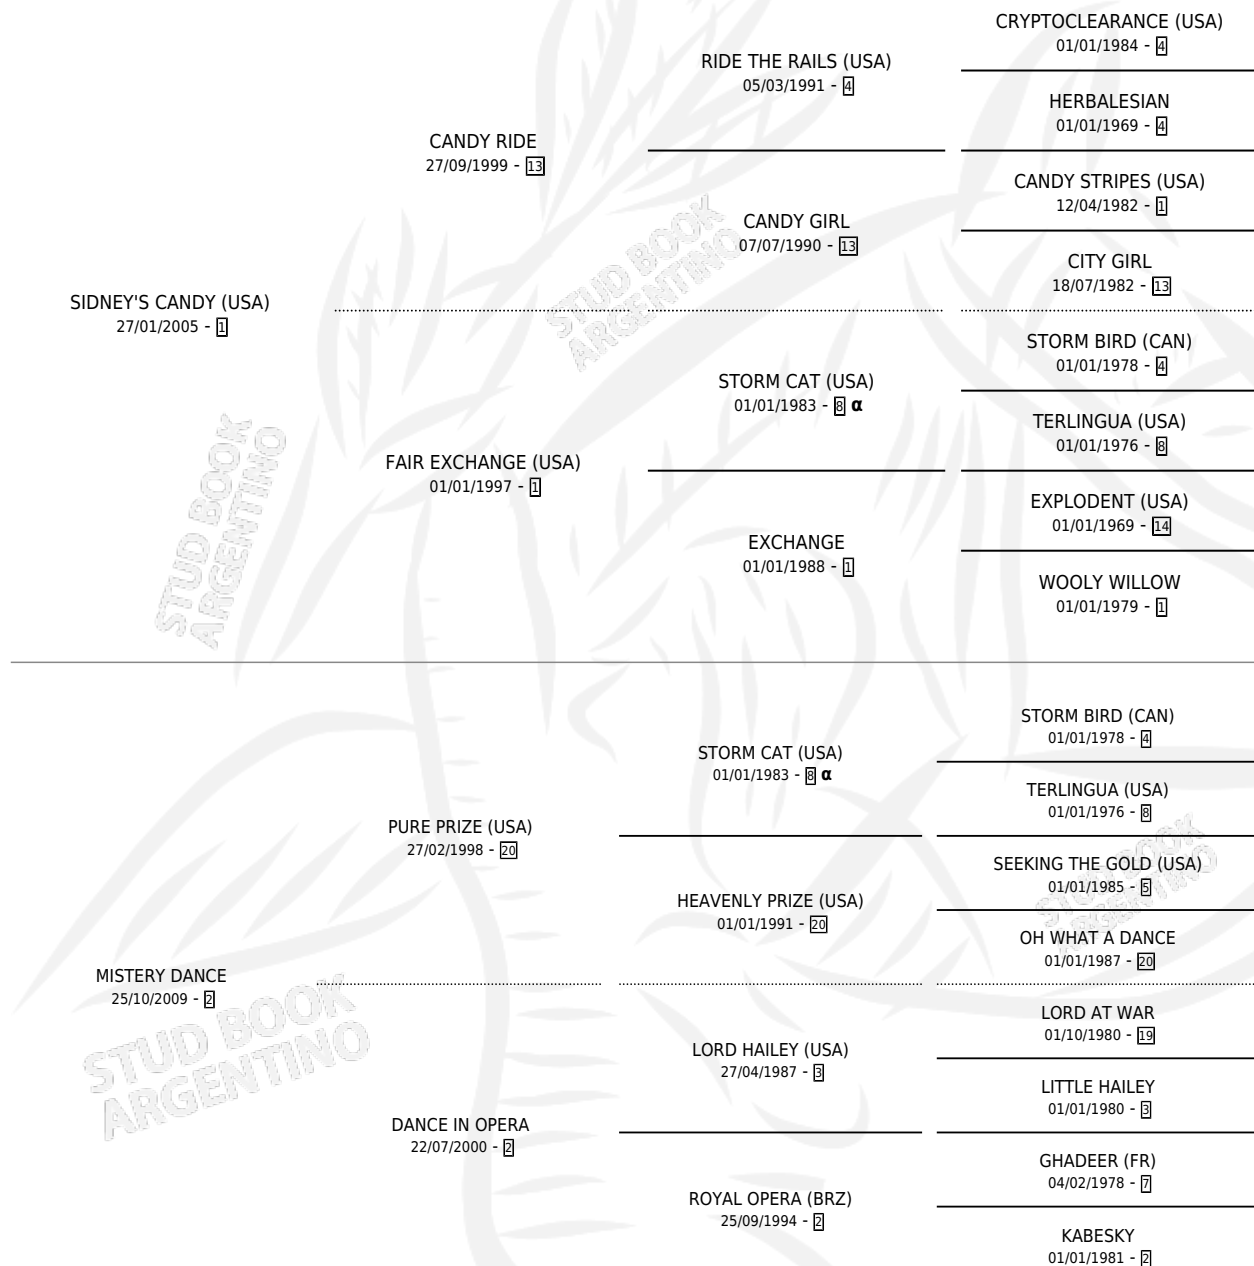 CRYPTOCLEARANCE (USA)
01/01/1984 - 4
RIDE THE RAILS (USA)
05/03/1991 - 4
HERBALESIAN
01/01/1969 - 4
CANDY RIDE
27/09/1999 - 13
CANDY STRIPES (USA)
12/04/1982 - 1
CANDY GIRL
07/07/1990 - 13
CITY GIRL
18/07/1982 - 13
SIDNEY'S CANDY (USA)
27/01/2005 - 1
STORM BIRD (CAN)
01/01/1978 - 4
STORM CAT (USA)
01/01/1983 - 8 α
TERLINGUA (USA)
01/01/1976 - 8
FAIR EXCHANGE (USA)
01/01/1997 - 1
EXPLODENT (USA)
01/01/1969 - 14
EXCHANGE
01/01/1988 - 1
WOOLY WILLOW
01/01/1979 - 1
STORM BIRD (CAN)
01/01/1978 - 4
STORM CAT (USA)
01/01/1983 - 8 α
TERLINGUA (USA)
01/01/1976 - 8
PURE PRIZE (USA)
27/02/1998 - 20
SEEKING THE GOLD (USA)
01/01/1985 - 5
HEAVENLY PRIZE (USA)
01/01/1991 - 20
OH WHAT A DANCE
01/01/1987 - 20
MISTERY DANCE
25/10/2009 - 2
LORD AT WAR
01/10/1980 - 19
LORD HAILEY (USA)
27/04/1987 - 3
LITTLE HAILEY
01/01/1980 - 3
DANCE IN OPERA
22/07/2000 - 2
GHADEER (FR)
04/02/1978 - 7
ROYAL OPERA (BRZ)
25/09/1994 - 2
KABESKY
01/01/1981 - 2
STUD BOOK
ARGENTINO
STUD BOOK
ARGENTINO
STUD BOOK
ARGENTINO
STUD BOOK
ARGENTINO